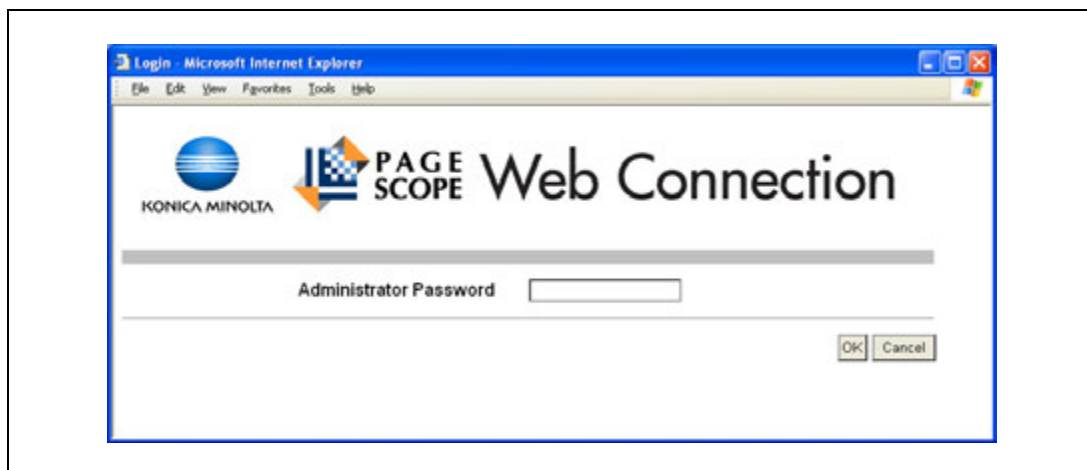 Login - Microsoft Internet Explorer
File Edit View Favorites Tools Help
KONICA MINOLTA
PAGE
SCOPE
Web Connection
Administrator Password
OK Cancel